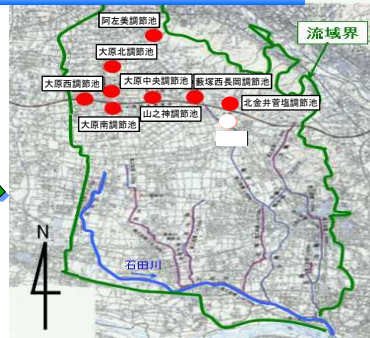 阿左美調節池
流域界
大原北調節池
大原西調節池
大原中央調節池
藪塚西長岡調節池
北金井菅塩調節池
大原南調節池
山之神調節池
N
石田川